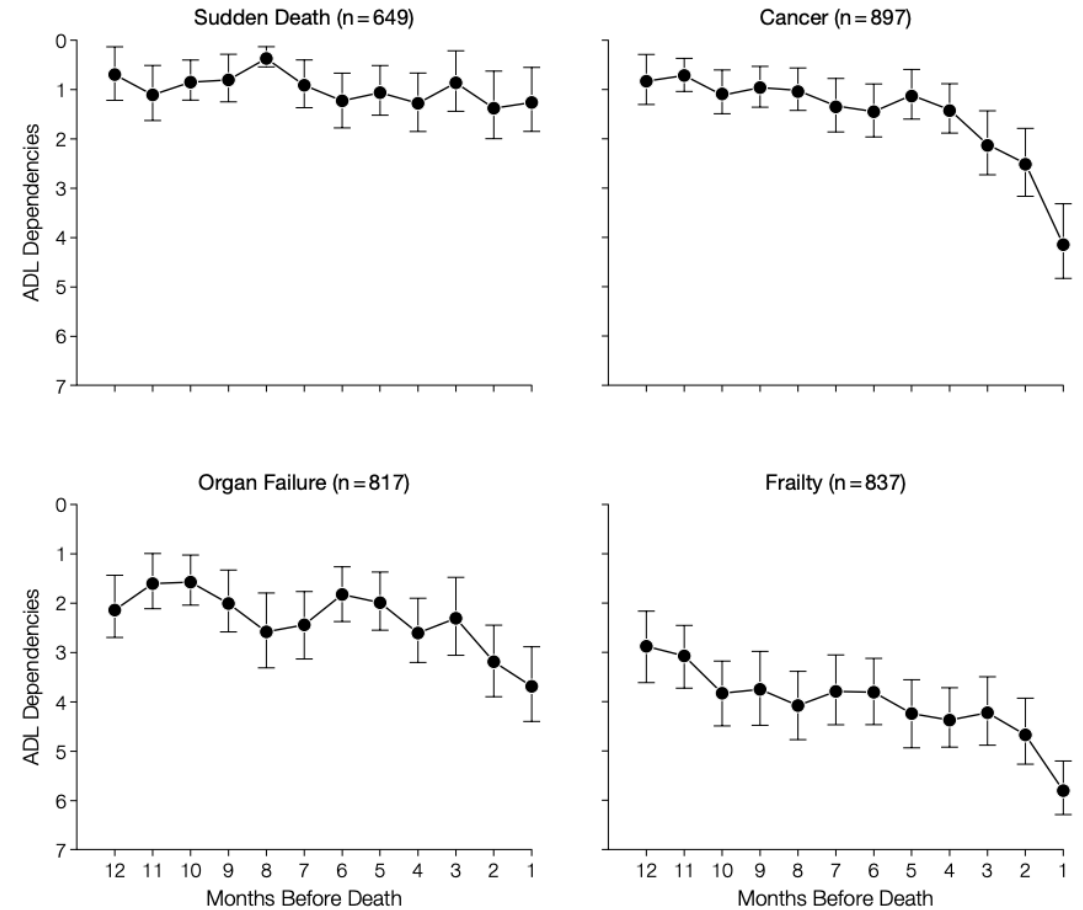 Sudden Death (n=649)
Cancer (n=897)
ADL Dependencies
0
1
2
3
4
5
6
7
Organ Failure (n=817)
Frailty (n=837)
ADL Dependencies
0
1
2
3
4
5
6
7
12 11 10 9 8 7 6 5 4 3 2 1
12 11 10 9 8 7 6 5 4 3 2 1
Months Before Death
Months Before Death